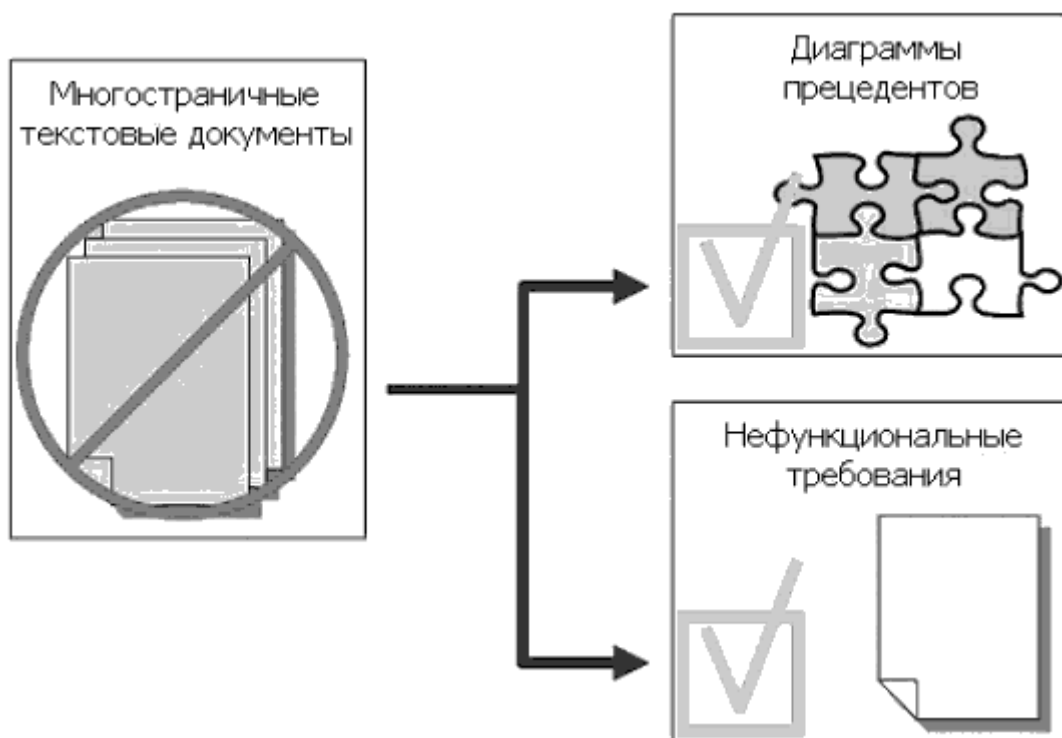 Многостраничные
текстовые документы
Диаграммы
прецедентов
Нефункциональные
требования